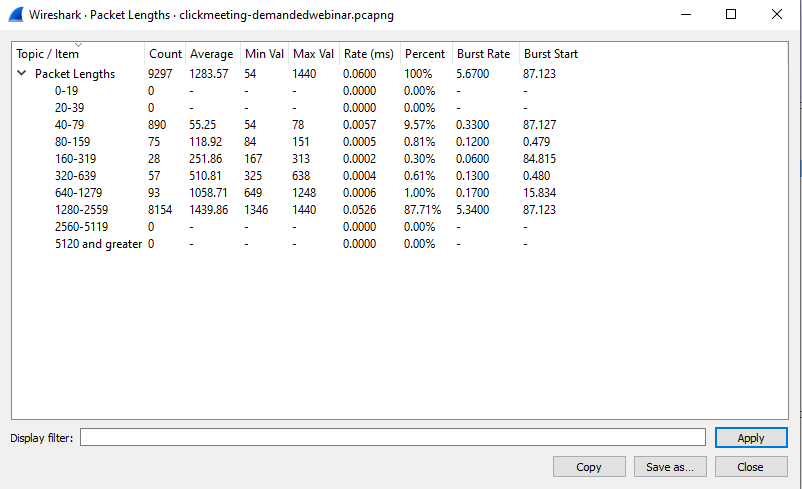 Wireshark · Packet Lengths · clickmeeting-demandedwebinar.pcapng
Topic / Item Count Average Min Val Max Val Rate (ms) Percent Burst Rate Burst Start
Packet Lengths 9297 1283.57 54 1440 0.0600 100% 5.6700 87.123
0-19 0 - - - 0.0000 0.00% - -
20-39 0 - - - 0.0000 0.00% - -
40-79 890 55.25 54 78 0.0057 9.57% 0.3300 87.127
80-159 75 118.92 84 151 0.0005 0.81% 0.1200 0.479
160-319 28 251.86 167 313 0.0002 0.30% 0.0600 84.815
320-639 57 510.81 325 638 0.0004 0.61% 0.1300 0.480
640-1279 93 1058.71 649 1248 0.0006 1.00% 0.1700 15.834
1280-2559 8154 1439.86 1346 1440 0.0526 87.71% 5.3400 87.123
2560-5119 0 - - - 0.0000 0.00% - -
5120 and greater 0 - - - 0.0000 0.00% - -
Display filter: Apply
Copy Save as... Close